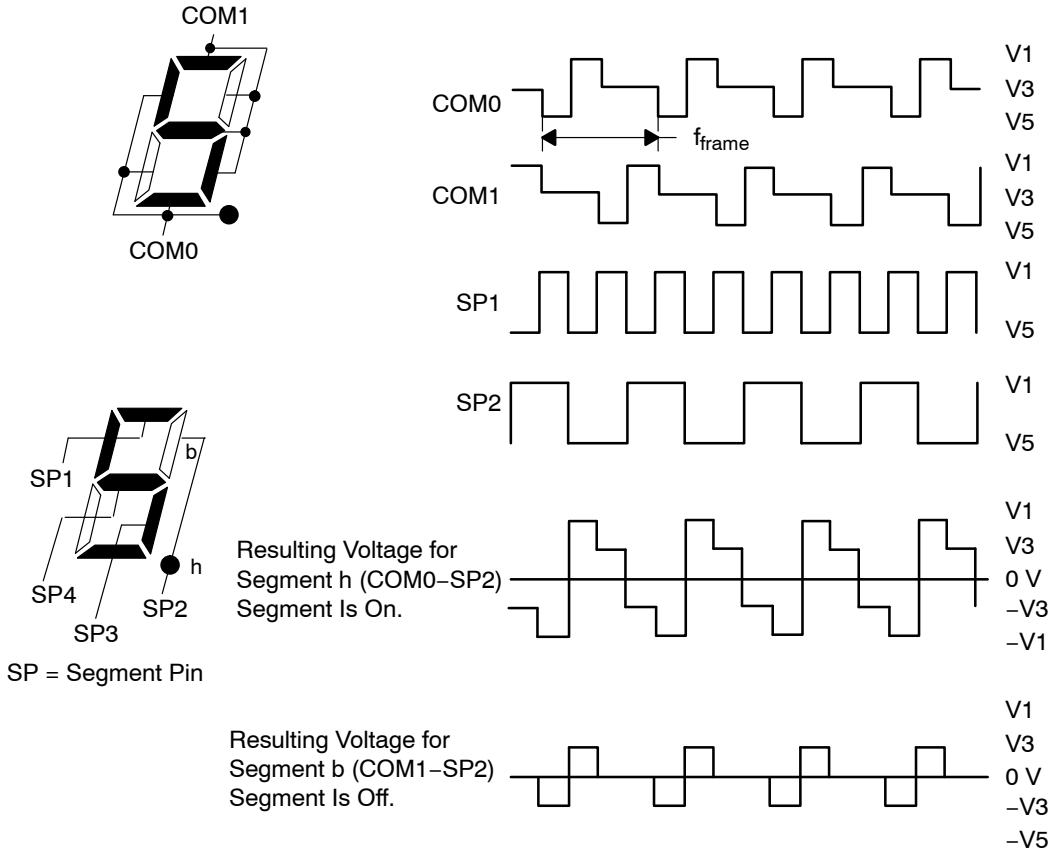 COM1
COM0
COM0
V1
V3
V5
f frame
COM1
V1
V3
V5
SP1
V1
V5
SP2
V1
V5
b
SP1
h
SP4
SP2
SP3
SP = Segment Pin
Resulting Voltage for
Segment h (COM0−SP2)
Segment Is On.
V1
V3
0 V
−V3
−V1
Resulting Voltage for
Segment b (COM1−SP2)
Segment Is Off.
V1
V3
0 V
−V3
−V5